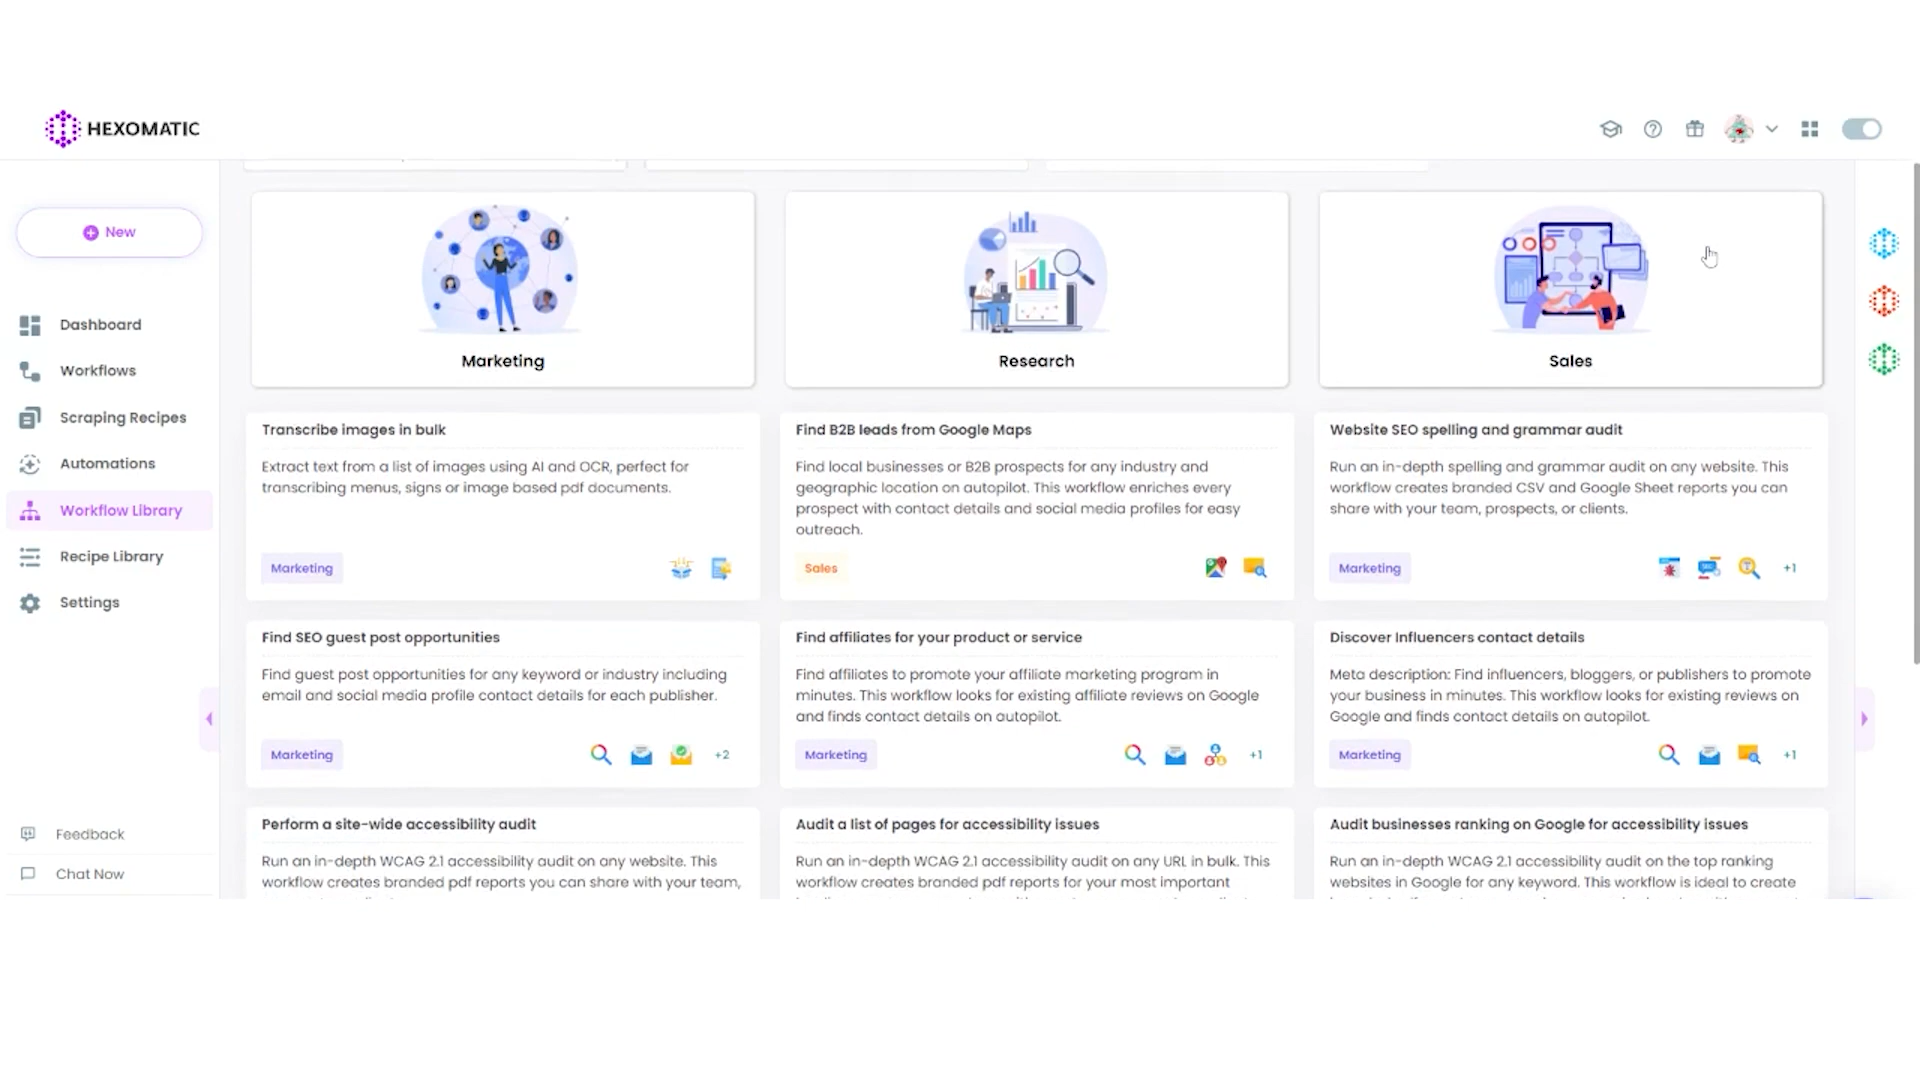 HEXOMATIC
New
Dashboard
Workflows
Scraping Recipes
Automations
Workflow Library
Recipe Library
Settings
Feedback
Chat Now
Marketing
Research
Sales
Transcribe images in bulk
Extract text from a list of images using AI and OCR, perfect for
transcribing menus, signs or image based pdf documents.
Marketing
Find B2B leads from Google Maps
Find local businesses or B2B prospects for any industry and
geographic location on autopilot. This workflow enriches every
prospect with contact details and social media profiles for easy
outreach.
Sales
Website SEO spelling and grammar audit
Run an in-depth spelling and grammar audit on any website. This
workflow creates branded CSV and Google Sheet reports you can
share with your team, prospects, or clients.
Marketing
+1
Find SEO guest post opportunities
Find guest post opportunities for any keyword or industry including
email and social media profile contact details for each publisher.
Marketing
+2
Find affiliates for your product or service
Find affiliates to promote your affiliate marketing program in
minutes. This workflow looks for existing affiliate reviews on Google
and finds contact details on autopilot.
Marketing
+1
Discover Influencers contact details
Meta description: Find influencers, bloggers, or publishers to promote
your business in minutes. This workflow looks for existing reviews on
Google and finds contact details on autopilot.
Marketing
+1
Perform a site-wide accessibility audit
Run an in-depth WCAG 2.1 accessibility audit on any website. This
workflow creates branded pdf reports you can share with your team,
Audit a list of pages for accessibility issues
Run an in-depth WCAG 2.1 accessibility audit on any URL in bulk. This
workflow creates branded pdf reports for your most important
Audit businesses ranking on Google for accessibility issues
Run an in-depth WCAG 2.1 accessibility audit on the top ranking
websites in Google for any keyword. This workflow is ideal to create